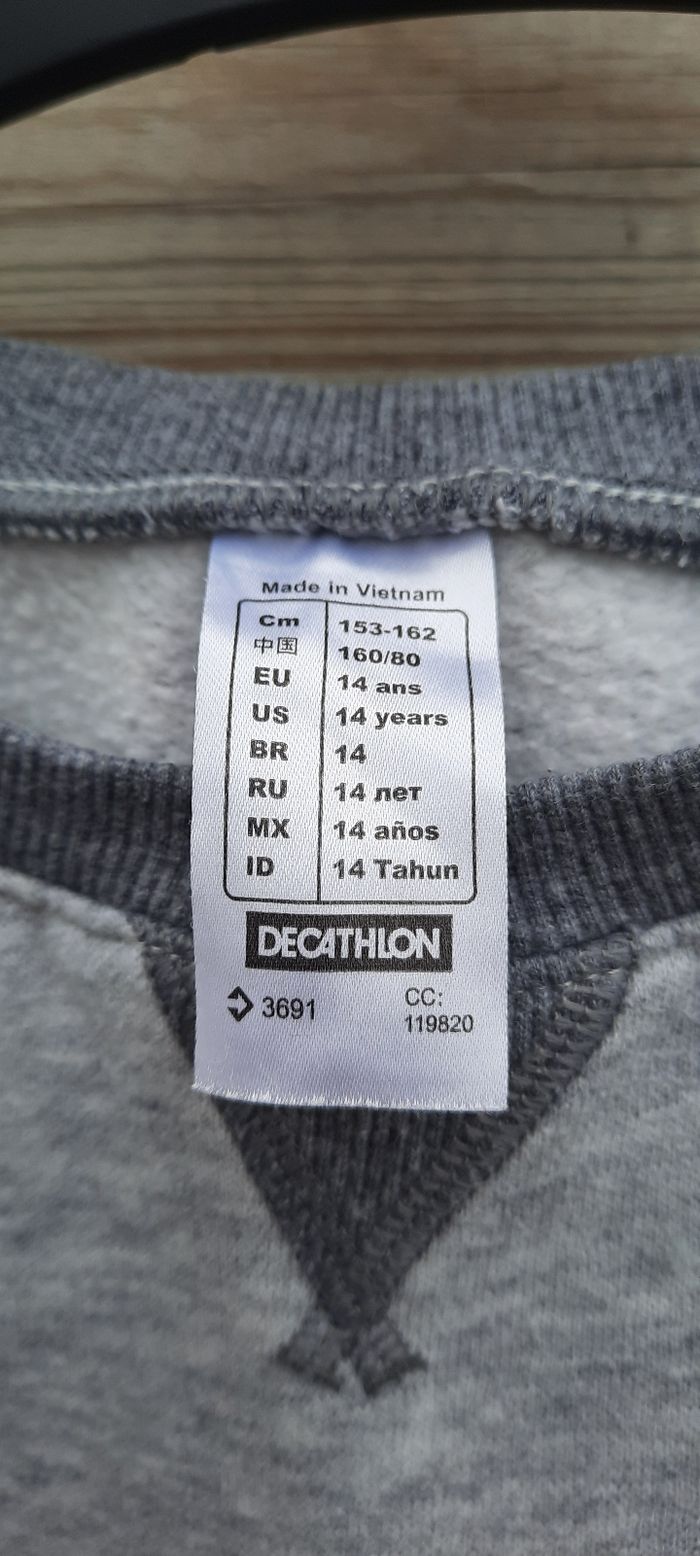 Made in Vietnam
Cm 153-162
中国 160/80
EU 14 ans
US 14 years
BR 14
RU 14 лет
MX 14 años
ID 14 Tahun
DECATHLON
3691 CC:
119820